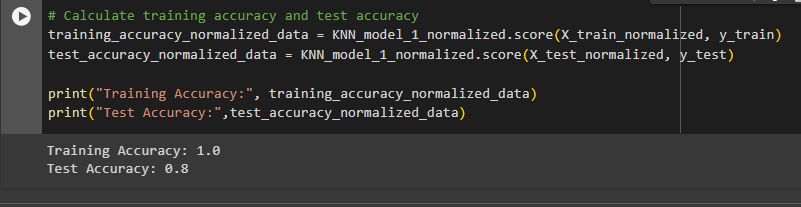 # Calculate training accuracy and test accuracy
training_accuracy_normalized_data = KNN_model_1_normalized.score(X_train_normalized, y_train)
test_accuracy_normalized_data = KNN_model_1_normalized.score(X_test_normalized, y_test)
print("Training Accuracy:", training_accuracy_normalized_data)
print("Test Accuracy:",test_accuracy_normalized_data)
Training Accuracy: 1.0
Test Accuracy: 0.8